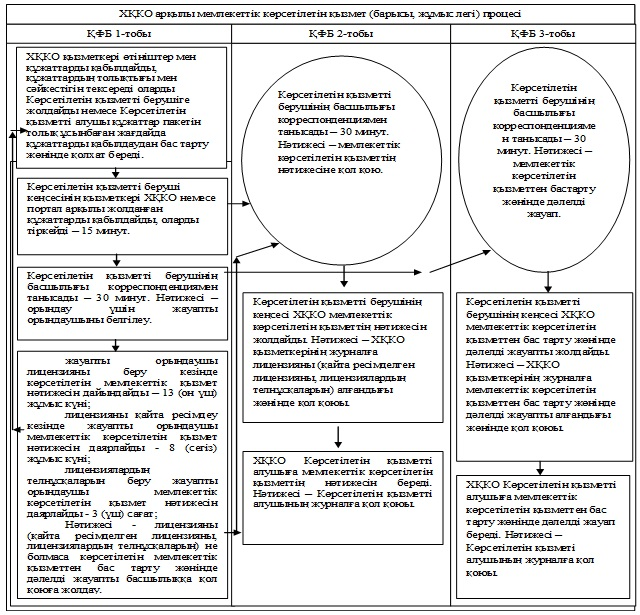 ХҚКО арқылы мемлекеттік көрсетілетін қызмет (барысы, жұмыс легі) процесі
ҚФБ 1-тобы
ҚФБ 2-тобы
ҚФБ 3-тобы
ХҚКО қызметкері өтініштер мен
құжаттарды қабылдайды,
құжаттардың толықтығы мен
сәйкестігін тексереді оларды
Көрсетілетін қызметті берушіге
жолдайды немесе Көрсетілетін
қызметті алушы құжаттар пакетін
толық ұсынбаған жағдайда
құжаттарды қабылдаудан бас тарту
жөнінде қолхат береді.
Көрсетілетін қызметті беруші
кеңсесінің қызметкері ХҚКО немесе
портал арқылы жолданған
құжаттарды қабылдайды, оларды
тіркейді – 15 минут.
Көрсетілетін қызметті берушінің
басшылығы корреспонденциямен
танысады – 30 минут. Нәтижесі –
орындау үшін жауапты
орындаушыны белгілеу.
жауапты орындаушы
лицензияны беру кезінде
көрсетілетін мемлекеттік қызмет
нәтижесін дайындайды – 13 (он үш)
жұмыс күні;
лицензияны қайта ресімдеу
кезінде жауапты орындаушы
мемлекеттік көрсетілетін қызмет
нәтижесін даярлайды - 8 (сегіз)
жұмыс күні;
лицензиялардың
телнұсқаларын беру жауапты
орындаушы мемлекеттік
көрсетілетін қызмет нәтижесін
даярлайды - 3 (үш) сағат;
Нәтижесі - лицензияны
(қайта ресімделген лицензияны,
лицензиялардың телнұсқаларын) не
болмаса көрсетілетін мемлекеттік
қызметтен бас тарту жөнінде
дәлелді жауапты басшылыққа қол
қоюға жолдау.
Көрсетілетін қызметті
берушінің басшылығы
корреспонденциямен
танысады – 30 минут.
Нәтижесі – мемлекеттік
көрсетілетін қызметтің
нәтижесіне қол қою.
Көрсетілетін қызметті берушінің
кеңсесі ХҚКО мемлекеттік
көрсетілетін қызметтің нәтижесін
жолдайды. Нәтижесі – ХҚКО
қызметкерінің журналға
лицензияны (қайта ресімделген
лицензияны, лицензиялардың
телнұсқаларын) алғандығы
жөнінде қол қоюы.
ХҚКО Көрсетілетін қызметті
алушыға мемлекеттік көрсетілетін
қызметтің нәтижесін береді.
Нәтижесі – Көрсетілетін қызметті
алушының журналға қол қоюы.
Көрсетілетін
қызметті берушінің
басшылығы
корреспонденцияме
н танысады – 30
минут. Нәтижесі –
мемлекеттік
көрсетілетін
қызметтен бастарту
жөнінде дәлелді
жауап.
Көрсетілетін қызметті
берушінің кеңсесі ХҚКО
мемлекеттік көрсетілетін
қызметтен бас тарту жөнінде
дәлелді жауапты жолдайды.
Нәтижесі – ХҚКО
қызметкерінің журналға
мемлекеттік көрсетілетін
қызметтен бас тарту жөнінде
дәлелді жауапты алғандығы
жөнінде қол қоюы.
ХҚКО Көрсетілетін қызметті
алушыға мемлекеттік
көрсетілетін қызметтен бас
тарту жөнінде дәлелді жауап
береді. Нәтижесі –
Көрсетілетін қызметі
алушының журналға қол
қоюы.